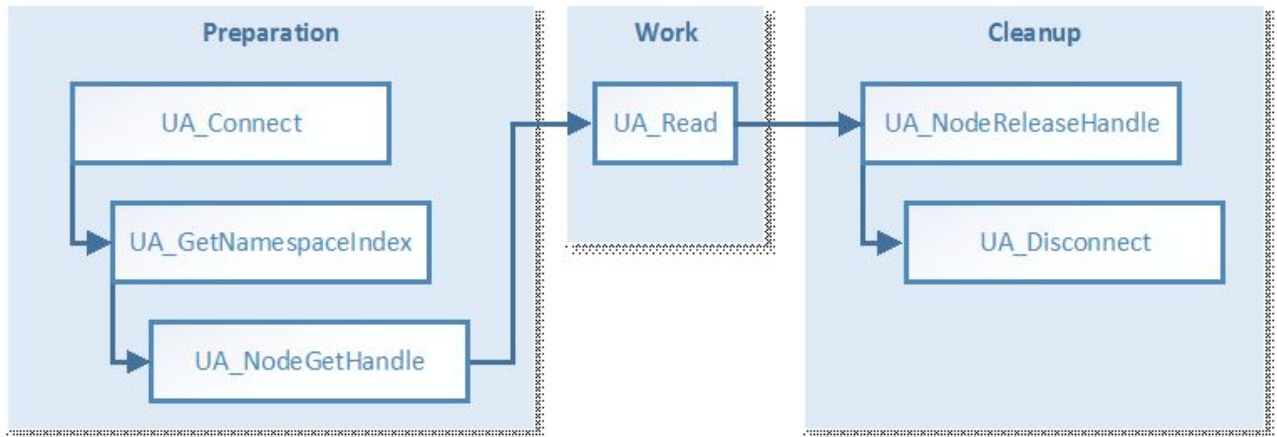 Preparation
UA_Connect
UA_GetNamespaceIndex
UA_NodeGetHandle
Work
UA_Read
Cleanup
UA_NodeReleaseHandle
UA_Disconnect